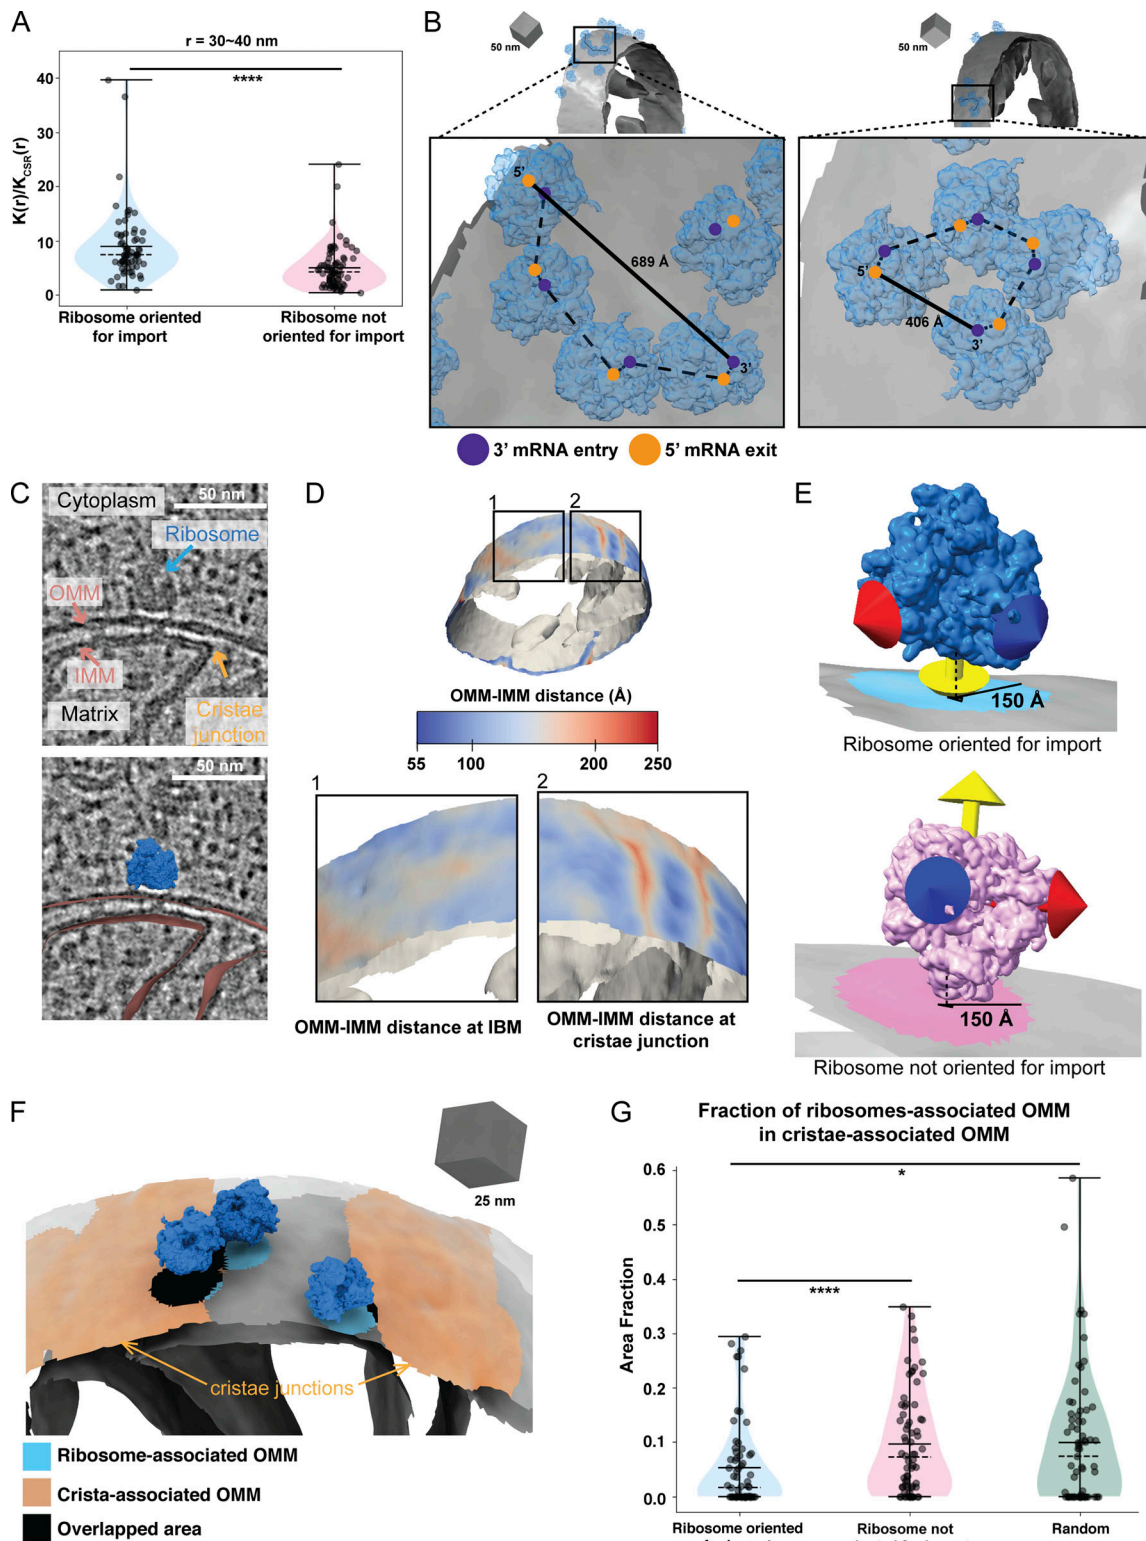 A
r = 30~40 nm
****
K(r)/K_CSR(r)
40
30
20
10
0
Ribosome oriented
for import
Ribosome not
oriented for import
B
50 nm
50 nm
5'
689 Å
3'
5'
406 Å
3'
3' mRNA entry
5' mRNA exit
C
50 nm
Cytoplasm
Ribosome
OMM
IMM
Matrix
Cristae
junction
50 nm
D
1
2
OMM-IMM distance (Å)
55
100
200
250
1
2
OMM-IMM distance at IBM
OMM-IMM distance at
cristae junction
E
150 Å
Ribosome oriented for import
150 Å
Ribosome not oriented for import
F
25 nm
cristae junctions
Ribosome-associated OMM
Crista-associated OMM
Overlapped area
G
Fraction of ribosomes-associated OMM
in cristae-associated OMM
*
****
Area Fraction
0.6
0.5
0.4
0.3
0.2
0.1
0.0
Ribosome oriented
Ribosome not
Random